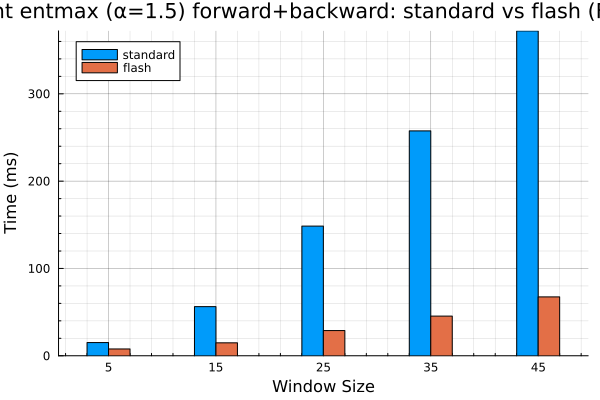 entmax (α=1.5) forward+backward: standard vs flash
standard
flash
Time (ms)
300
200
100
0
5
15
25
35
45
Window Size